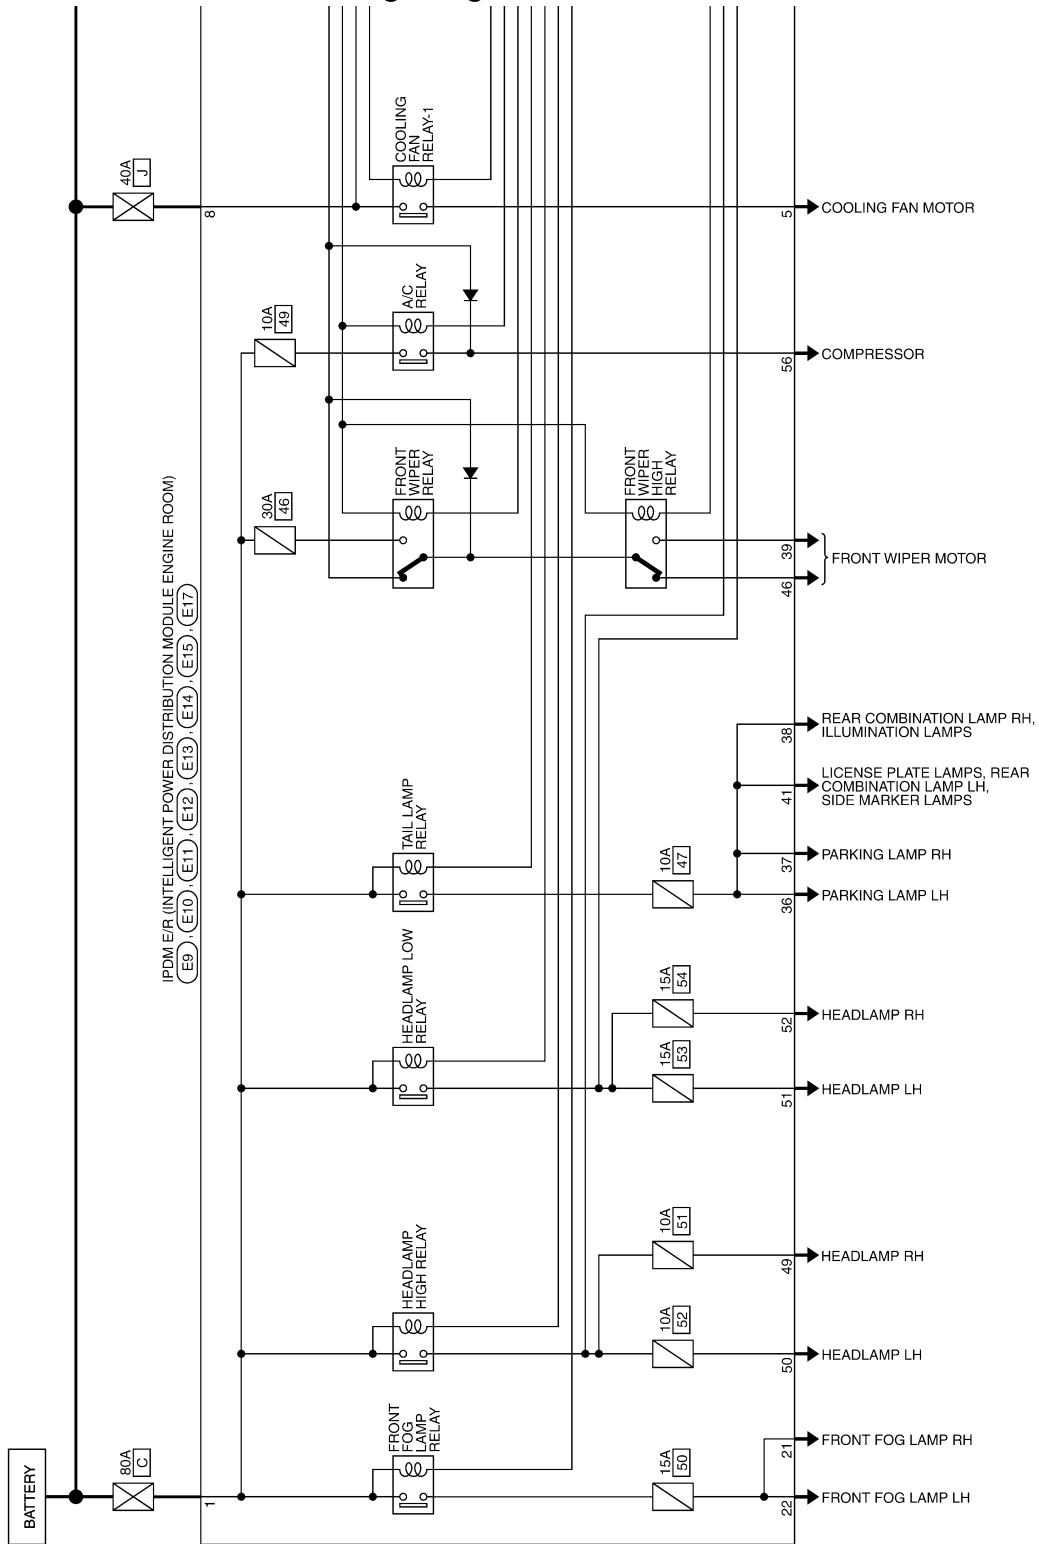 COOLING
FAN
RELAY-1
40A
J
8
5
COOLING FAN MOTOR
A/C
RELAY
10A
49
56
COMPRESSOR
FRONT
WIPER
RELAY
FRONT
WIPER
HIGH
RELAY
30A
46
39
FRONT WIPER MOTOR
46
IPDM E/R (INTELLIGENT POWER DISTRIBUTION MODULE ENGINE ROOM)
E9 , E10 , E11 , E12 , E13 , E14 , E15 , E17
38
REAR COMBINATION LAMP RH,
ILLUMINATION LAMPS
41
LICENSE PLATE LAMPS, REAR
COMBINATION LAMP LH,
SIDE MARKER LAMPS
TAIL LAMP
RELAY
10A
47
37
PARKING LAMP RH
36
PARKING LAMP LH
HEADLAMP LOW
RELAY
15A
54
52
HEADLAMP RH
15A
53
51
HEADLAMP LH
HEADLAMP
HIGH RELAY
10A
51
49
HEADLAMP RH
10A
52
50
HEADLAMP LH
FRONT
FOG
LAMP
RELAY
21
FRONT FOG LAMP RH
BATTERY
80A
C
1
15A
50
22
FRONT FOG LAMP LH